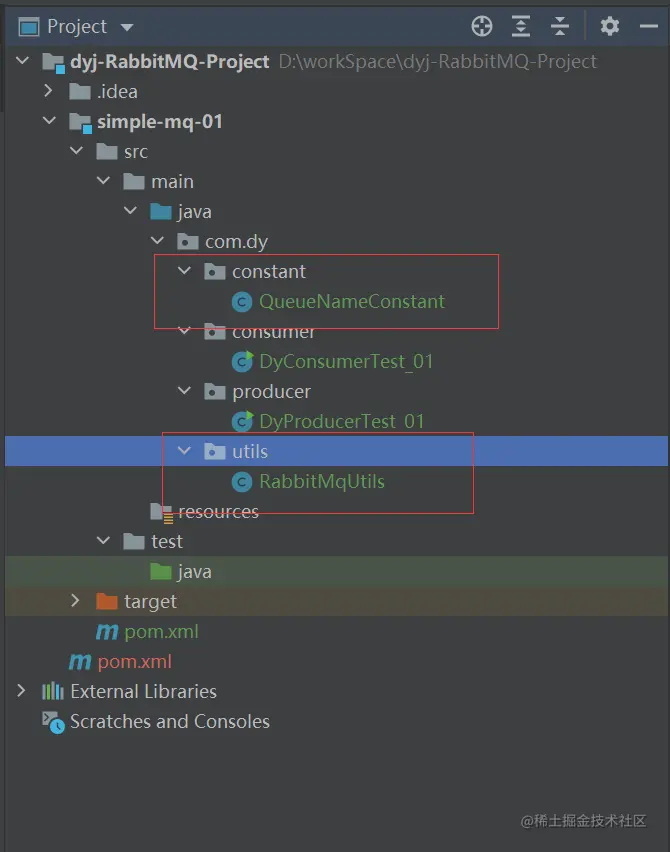 Project
dyj-RabbitMQ-Project D:\workSpace\dyj-RabbitMQ-Project
.idea
simple-mq-01
src
main
java
com.dy
constant
QueueNameConstant
consumer
DyConsumerTest_01
producer
DyProducerTest_01
utils
RabbitMqUtils
resources
test
java
target
pom.xml
pom.xml
External Libraries
Scratches and Consoles
@稀土掘金技术社区